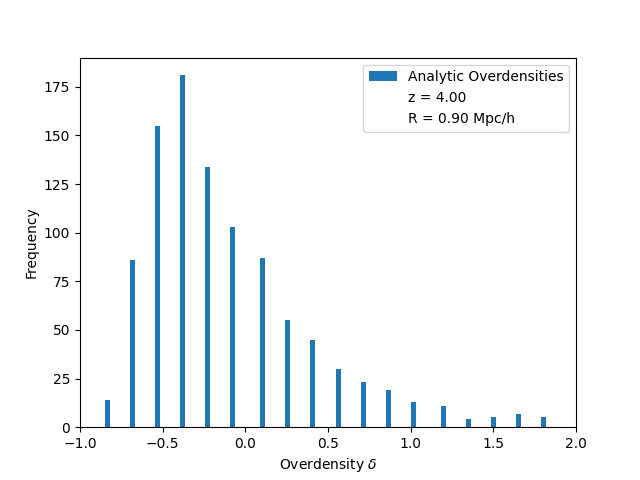 Analytic Overdensities
z = 4.00
R = 0.90 Mpc/h
175
150
125
100
75
50
25
0
Frequency
−1.0 −0.5 0.0 0.5 1.0 1.5 2.0
Overdensity δ